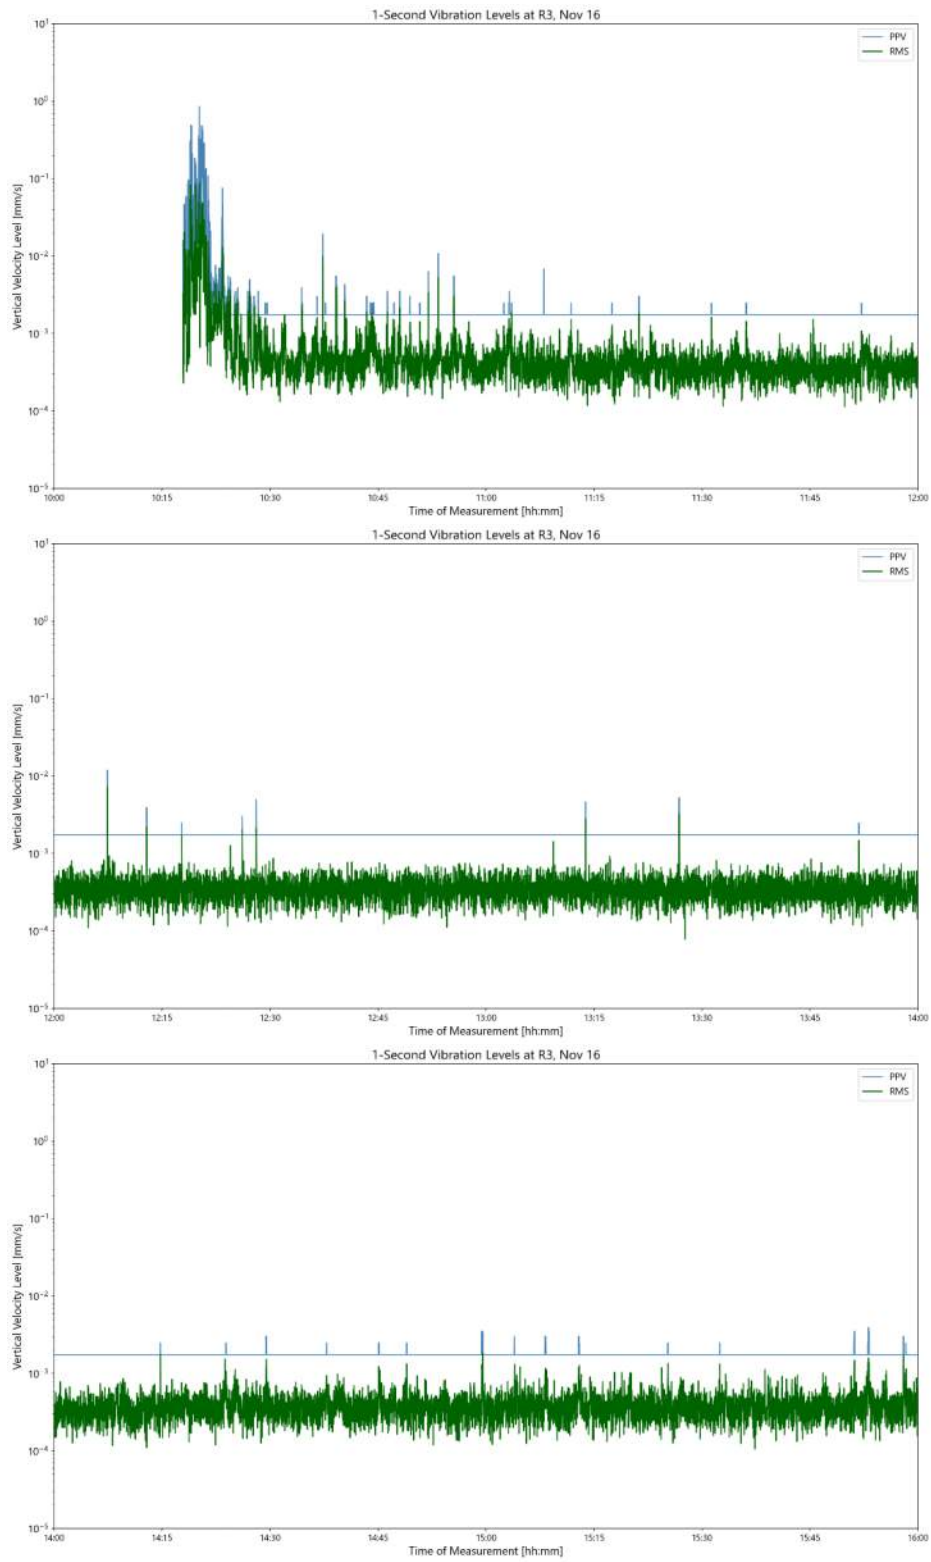 1-Second Vibration Levels at R3, Nov 16
PPV
RMS
Vertical Velocity Level [mm/s]
10¹
10⁰
10⁻¹
10⁻²
10⁻³
10⁻⁴
10⁻⁵
10:00 10:15 10:30 10:45 11:00 11:15 11:30 11:45 12:00
Time of Measurement [hh:mm]
1-Second Vibration Levels at R3, Nov 16
PPV
RMS
Vertical Velocity Level [mm/s]
10¹
10⁰
10⁻¹
10⁻²
10⁻³
10⁻⁴
10⁻⁵
12:00 12:15 12:30 12:45 13:00 13:15 13:30 13:45 14:00
Time of Measurement [hh:mm]
1-Second Vibration Levels at R3, Nov 16
PPV
RMS
Vertical Velocity Level [mm/s]
10¹
10⁰
10⁻¹
10⁻²
10⁻³
10⁻⁴
10⁻⁵
14:00 14:15 14:30 14:45 15:00 15:15 15:30 15:45 16:00
Time of Measurement [hh:mm]